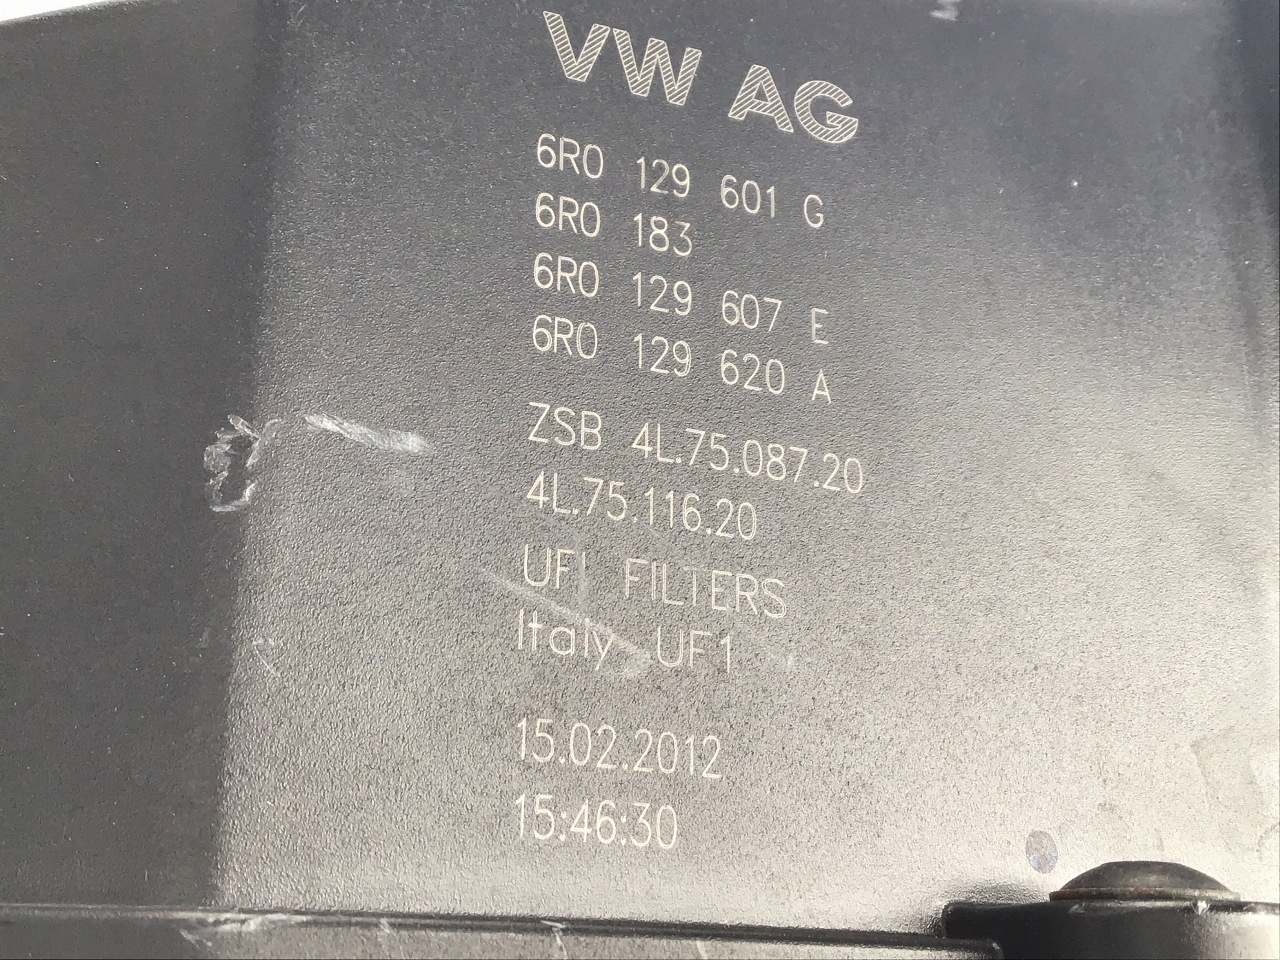 VW AG
6R0 129 601 G
6R0 183
6R0 129 607 E
6R0 129 620 A
ZSB 4L.75.087.20
4L.75.116.20
UFI FILTERS
Italy UF1
15.02.2012
15:46:30